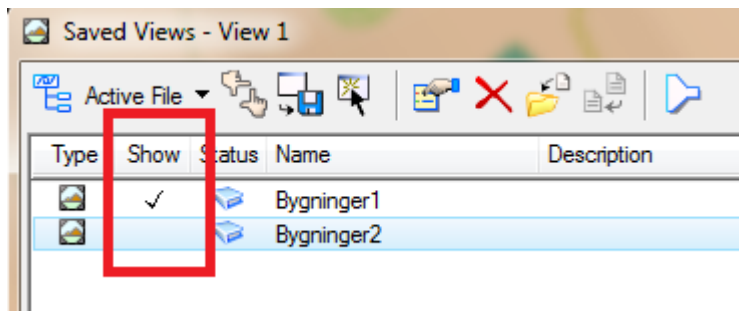 Saved Views - View 1
Active File
Type Show Status Name Description
✓ Bygninger1
Bygninger2